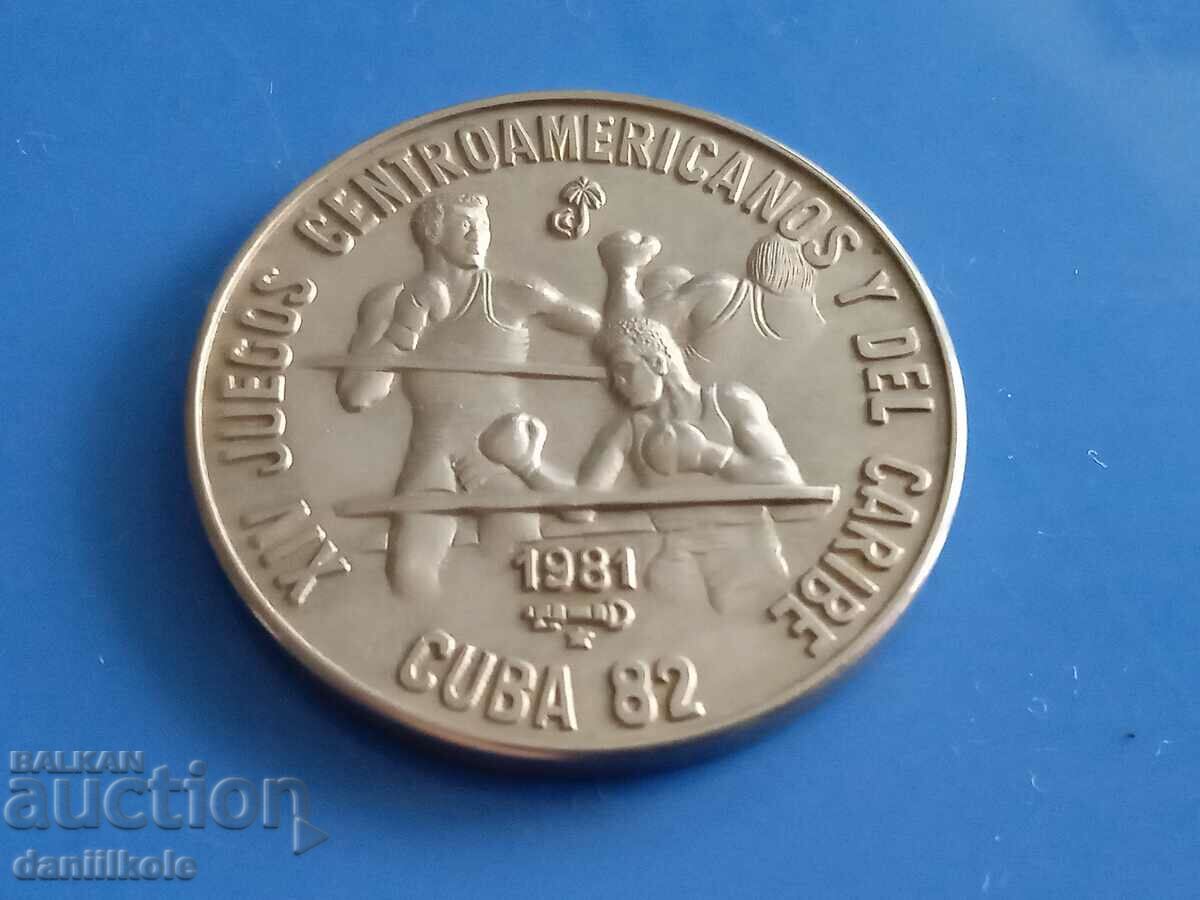 XIV JUEGOS CENTROAMERICANOS Y DEL CARIBE
1981
CUBA 82
BALKAN
auction
daniilkole